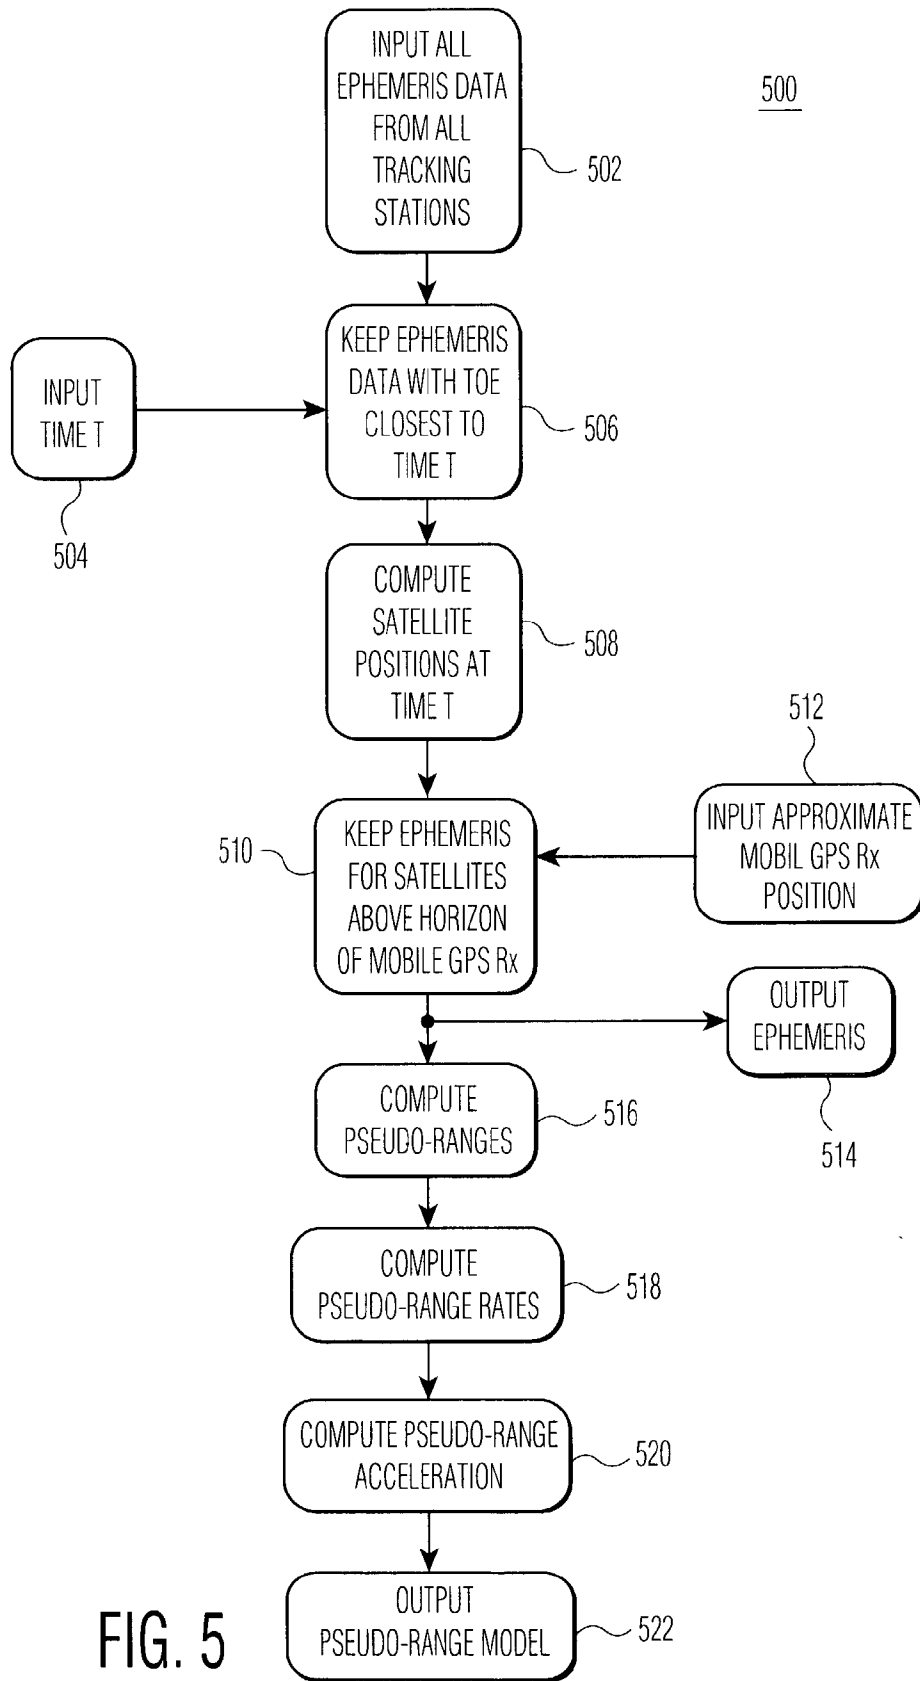 INPUT ALL
EPHEMERIS DATA
FROM ALL
TRACKING
STATIONS
500
502
KEEP EPHEMERIS
DATA WITH TOE
CLOSEST TO
TIME T
506
INPUT
TIME T
504
COMPUTE
SATELLITE
POSITIONS AT
TIME T
508
512
INPUT APPROXIMATE
MOBIL GPS Rx
POSITION
510
KEEP EPHEMERIS
FOR SATELLITES
ABOVE HORIZON
OF MOBILE GPS Rx
OUTPUT
EPHEMERIS
514
COMPUTE
PSEUDO-RANGES
516
COMPUTE
PSEUDO-RANGE RATES
518
COMPUTE PSEUDO-RANGE
ACCELERATION
520
OUTPUT
PSEUDO-RANGE MODEL
522
FIG. 5